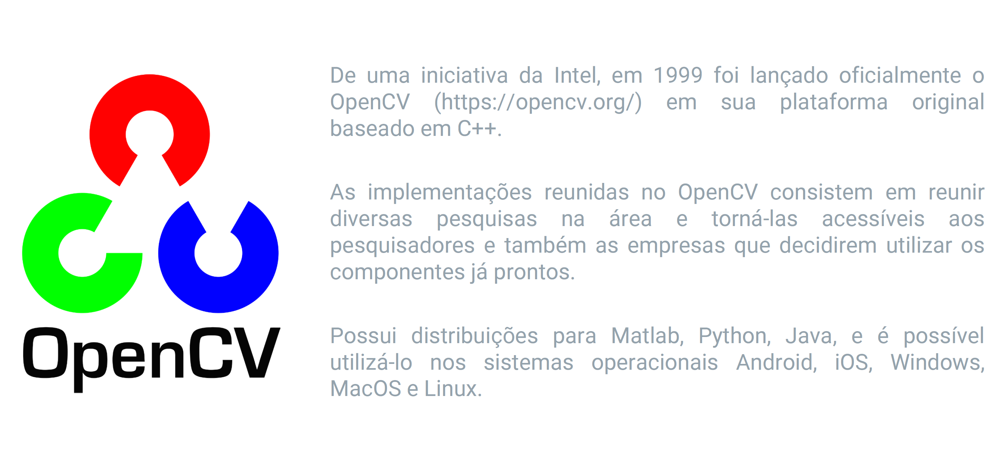 De uma iniciativa da Intel, em 1999 foi lançado oficialmente o
OpenCV (https://opencv.org/) em sua plataforma original
baseado em C++.
As implementações reunidas no OpenCV consistem em reunir
diversas pesquisas na área e torná-las acessíveis aos
pesquisadores e também as empresas que decidirem utilizar os
componentes já prontos.
Possui distribuições para Matlab, Python, Java, e é possível
utilizá-lo nos sistemas operacionais Android, iOS, Windows,
MacOS e Linux.
OpenCV